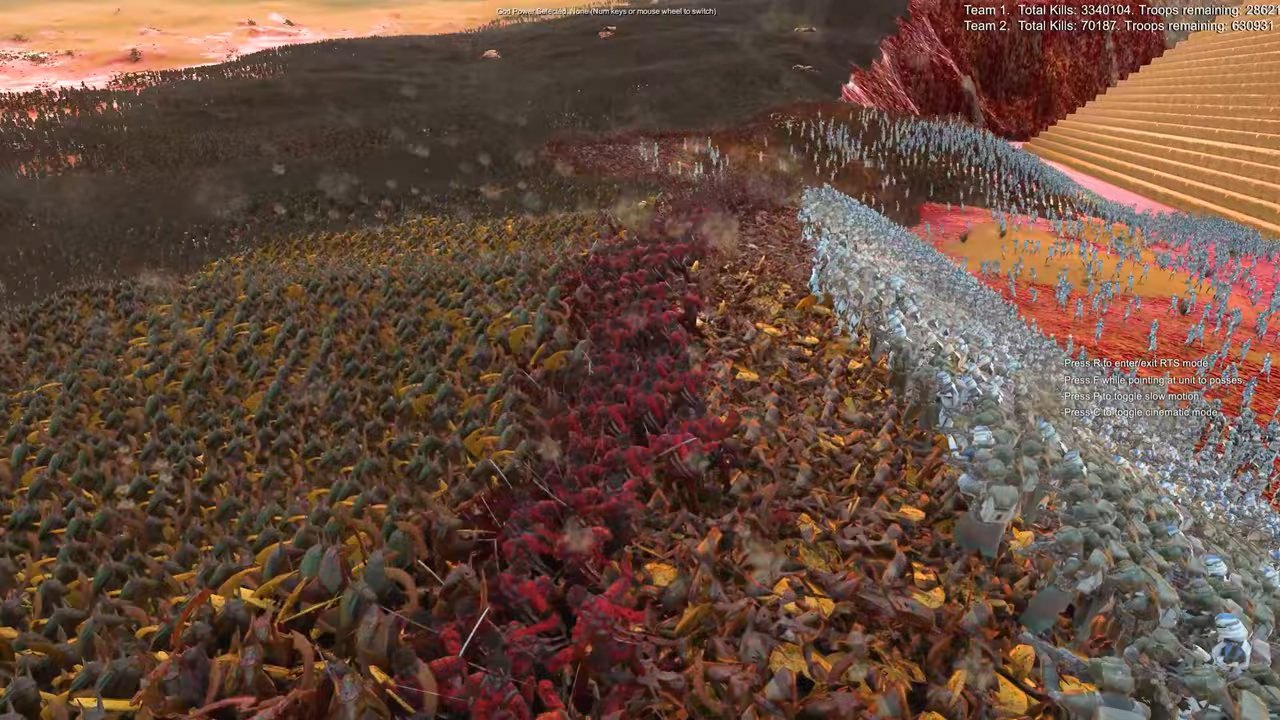 God Power Selected: None (Num keys or mouse wheel to switch)
Team 1. Total Kills: 3340104. Troops remaining: 28621
Team 2. Total Kills: 70187. Troops remaining: 630931
Press R to enter/exit RTS mode
Press F while pointing at unit to posses
Press P to toggle slow motion
Press C to toggle cinematic mode